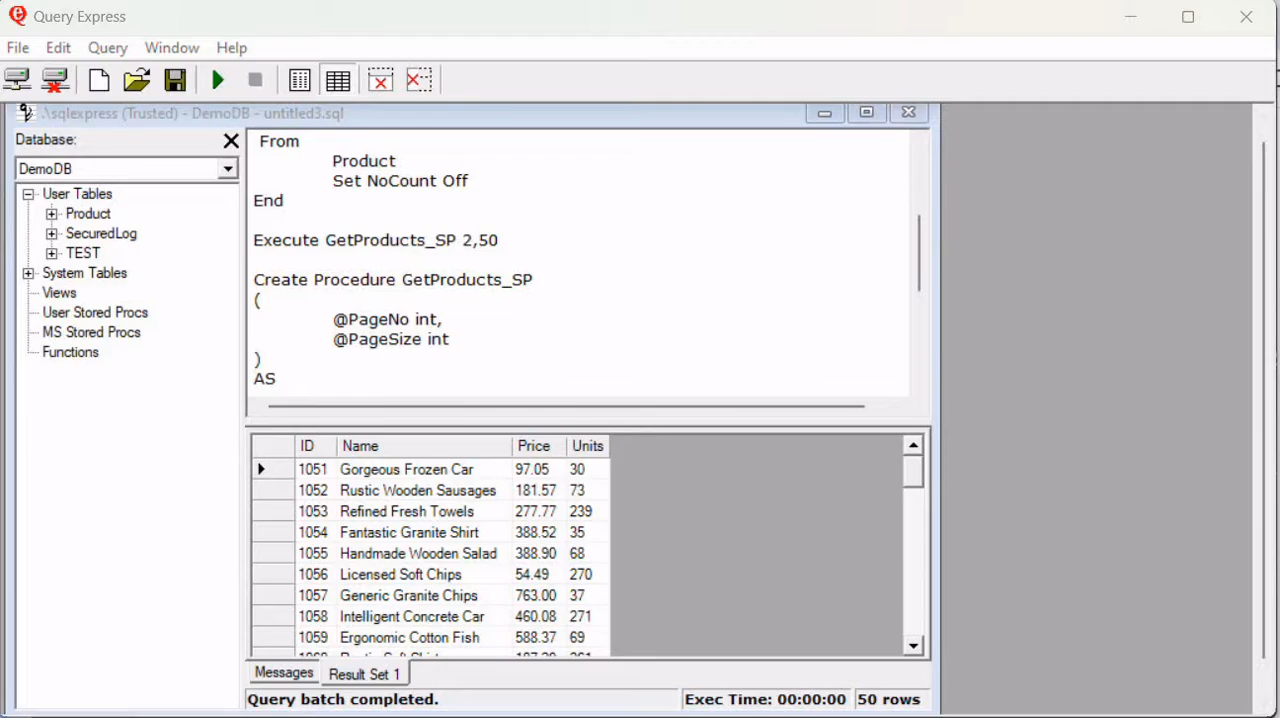 Query Express
File Edit Query Window Help
.\sqlexpress (Trusted) - DemoDB - untitled3.sql
Database:
DemoDB
User Tables
Product
SecuredLog
TEST
System Tables
Views
User Stored Procs
MS Stored Procs
Functions
From
Product
Set NoCount Off
End
Execute GetProducts_SP 2,50
Create Procedure GetProducts_SP
(
@PageNo int,
@PageSize int
)
AS
ID Name Price Units
1051 Gorgeous Frozen Car 97.05 30
1052 Rustic Wooden Sausages 181.57 73
1053 Refined Fresh Towels 277.77 239
1054 Fantastic Granite Shirt 388.52 35
1055 Handmade Wooden Salad 388.90 68
1056 Licensed Soft Chips 54.49 270
1057 Generic Granite Chips 763.00 37
1058 Intelligent Concrete Car 460.08 271
1059 Ergonomic Cotton Fish 588.37 69
Messages Result Set 1
Query batch completed. Exec Time: 00:00:00 50 rows